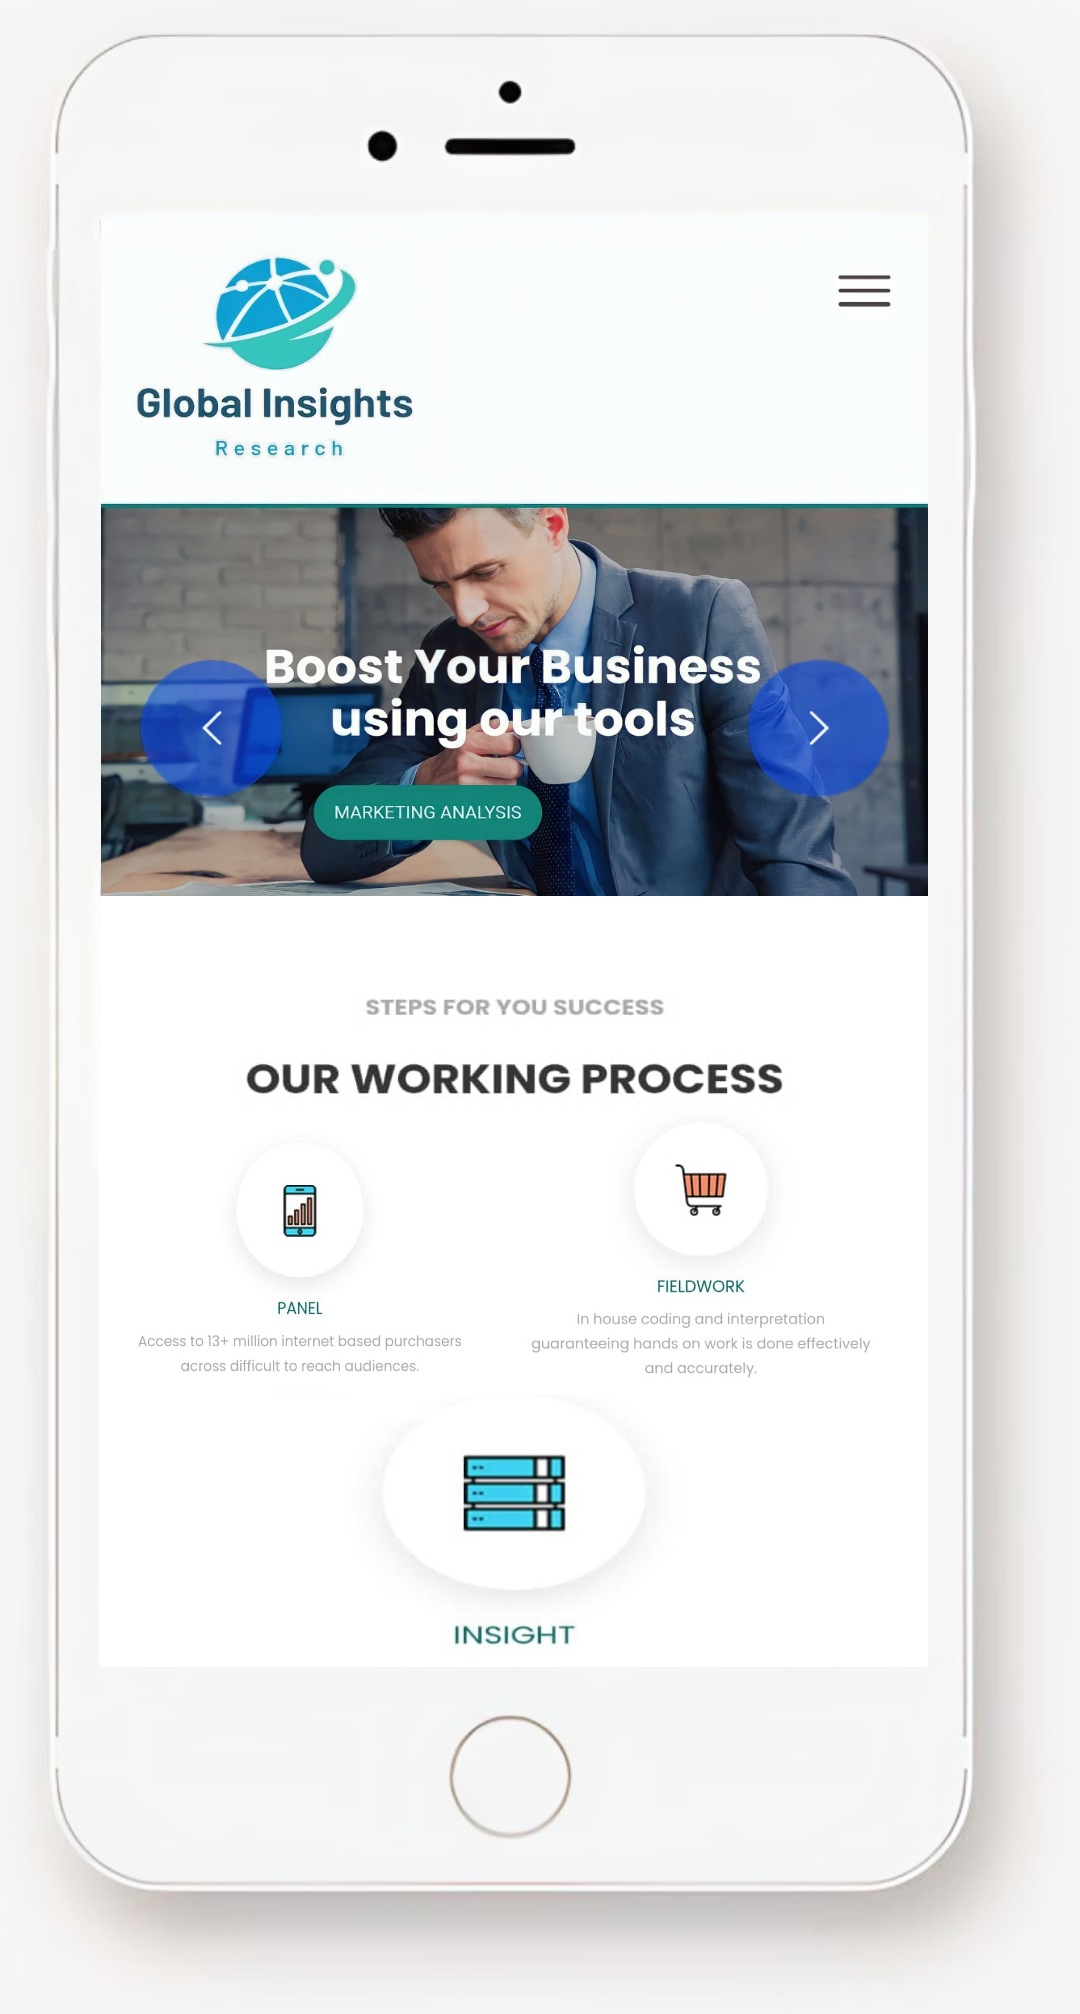 Global Insights
Research
Boost Your Business
using our tools
MARKETING ANALYSIS
STEPS FOR YOU SUCCESS
OUR WORKING PROCESS
PANEL
Access to 13+ million internet based purchasers
across difficult to reach audiences.
FIELDWORK
In house coding and interpretation
guaranteeing hands on work is done effectively
and accurately.
INSIGHT